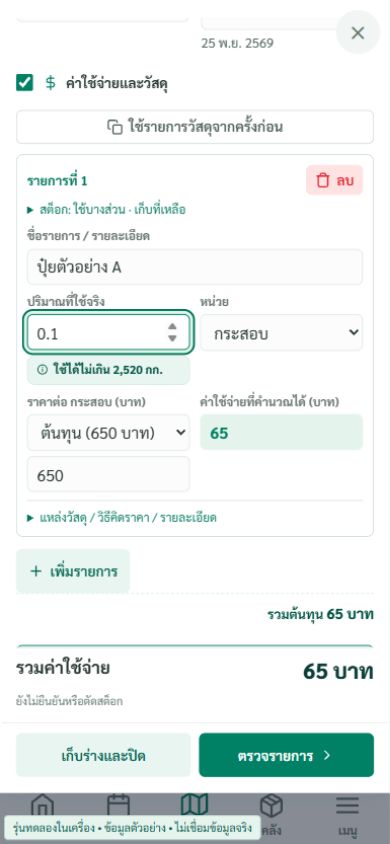 25 พ.ย. 2569
$ ค่าใช้จ่ายและวัสดุ
ใช้รายการวัสดุจากครั้งก่อน
รายการที่ 1
ลบ
สต็อก: ใช้บางส่วน · เก็บที่เหลือ
ชื่อรายการ / รายละเอียด
ปุ๋ยตัวอย่าง A
ปริมาณที่ใช้จริง
หน่วย
0.1
กระสอบ
ใช้ได้ไม่เกิน 2,520 กก.
ราคาต่อ กระสอบ (บาท)
ค่าใช้จ่ายที่คำนวณได้ (บาท)
ต้นทุน (650 บาท)
65
650
แหล่งวัสดุ / วิธีคิดราคา / รายละเอียด
+ เพิ่มรายการ
รวมต้นทุน 65 บาท
รวมค่าใช้จ่าย
65 บาท
ยังไม่ยืนยันหรือตัดสต็อก
เก็บร่างและปิด
ตรวจรายการ >
รุ่นทดลองในเครื่อง • ข้อมูลตัวอย่าง • ไม่เชื่อมข้อมูลจริง
คลัง
เมนู